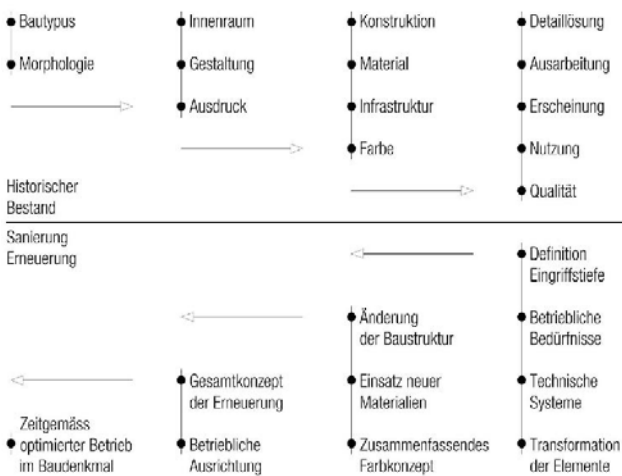 Bautypus
Morphologie
Innenraum
Gestaltung
Ausdruck
Konstruktion
Material
Infrastruktur
Farbe
Detaillösung
Ausarbeitung
Erscheinung
Nutzung
Qualität
Historischer
Bestand
Sanierung
Erneuerung
Zeitgemäss
optimierter Betrieb
im Baudenkmal
Gesamtkonzept
der Erneuerung
Betriebliche
Ausrichtung
Änderung
der Baustruktur
Einsatz neuer
Materialien
Zusammenfassendes
Farbkonzept
Definition
Eingriffstiefe
Betriebliche
Bedürfnisse
Technische
Systeme
Transformation
der Elemente